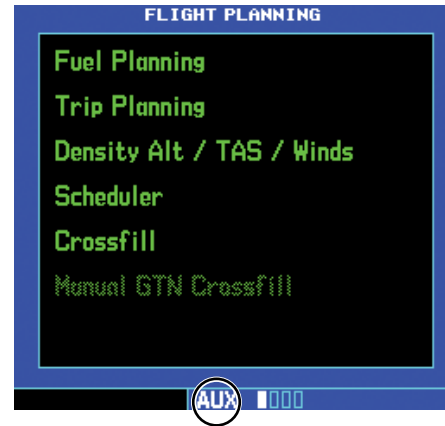 FLIGHT PLANNING
Fuel Planning
Trip Planning
Density Alt / TAS / Winds
Scheduler
Crossfill
Manual GTN Crossfill
AUX